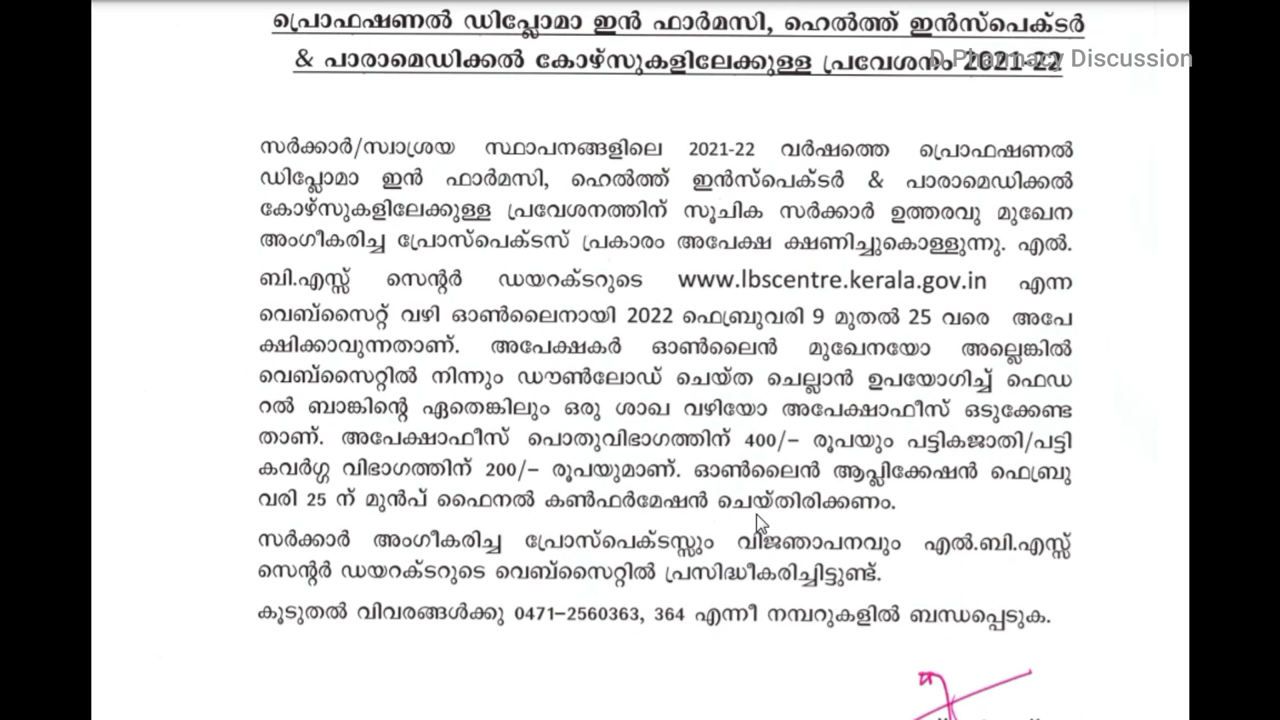 പ്രൊഫഷണൽ ഡിപ്ലോമാ ഇൻ ഫാർമസി, ഹെൽത്ത് ഇൻസ്പെക്ടർ
& പാരാമെഡിക്കൽ കോഴ്സുകളിലേക്കുള്ള പ്രവേശനം 2021-22
D Pharmacy Discussion
സർക്കാർ/സ്വാശ്രയ സ്ഥാപനങ്ങളിലെ 2021-22 വർഷത്തെ പ്രൊഫഷണൽ
ഡിപ്ലോമാ ഇൻ ഫാർമസി, ഹെൽത്ത് ഇൻസ്പെക്ടർ & പാരാമെഡിക്കൽ
കോഴ്സുകളിലേക്കുള്ള പ്രവേശനത്തിന് സൂചിക സർക്കാർ ഉത്തരവു മുഖേന
അംഗീകരിച്ച പ്രോസ്പെക്ടസ് പ്രകാരം അപേക്ഷ ക്ഷണിച്ചുകൊള്ളുന്നു. എൽ.
ബി.എസ്സ് സെന്റർ ഡയറക്ടറുടെ www.lbscentre.kerala.gov.in എന്ന
വെബ്സൈറ്റ് വഴി ഓൺലൈനായി 2022 ഫെബ്രുവരി 9 മുതൽ 25 വരെ അപേ
ക്ഷിക്കാവുന്നതാണ്. അപേക്ഷകർ ഓൺലൈൻ മുഖേനയോ അല്ലെങ്കിൽ
വെബ്സൈറ്റിൽ നിന്നും ഡൗൺലോഡ് ചെയ്ത ചെല്ലാൻ ഉപയോഗിച്ച് ഫെഡ
റൽ ബാങ്കിന്റെ ഏതെങ്കിലും ഒരു ശാഖ വഴിയോ അപേക്ഷാഫീസ് ഒടുക്കേണ്ട
താണ്. അപേക്ഷാഫീസ് പൊതുവിഭാഗത്തിന് 400/- രൂപയും പട്ടികജാതി/പട്ടി
കവർഗ്ഗ വിഭാഗത്തിന് 200/- രൂപയുമാണ്. ഓൺലൈൻ ആപ്ലിക്കേഷൻ ഫെബ്രു
വരി 25 ന് മുൻപ് ഫൈനൽ കൺഫർമേഷൻ ചെയ്തിരിക്കണം.
സർക്കാർ അംഗീകരിച്ച പ്രോസ്പെക്ടസ്സും വിജ്ഞാപനവും എൽ.ബി.എസ്സ്
സെന്റർ ഡയറക്ടറുടെ വെബ്സൈറ്റിൽ പ്രസിദ്ധീകരിച്ചിട്ടുണ്ട്.
കൂടുതൽ വിവരങ്ങൾക്കു 0471-2560363, 364 എന്നീ നമ്പറുകളിൽ ബന്ധപ്പെടുക.